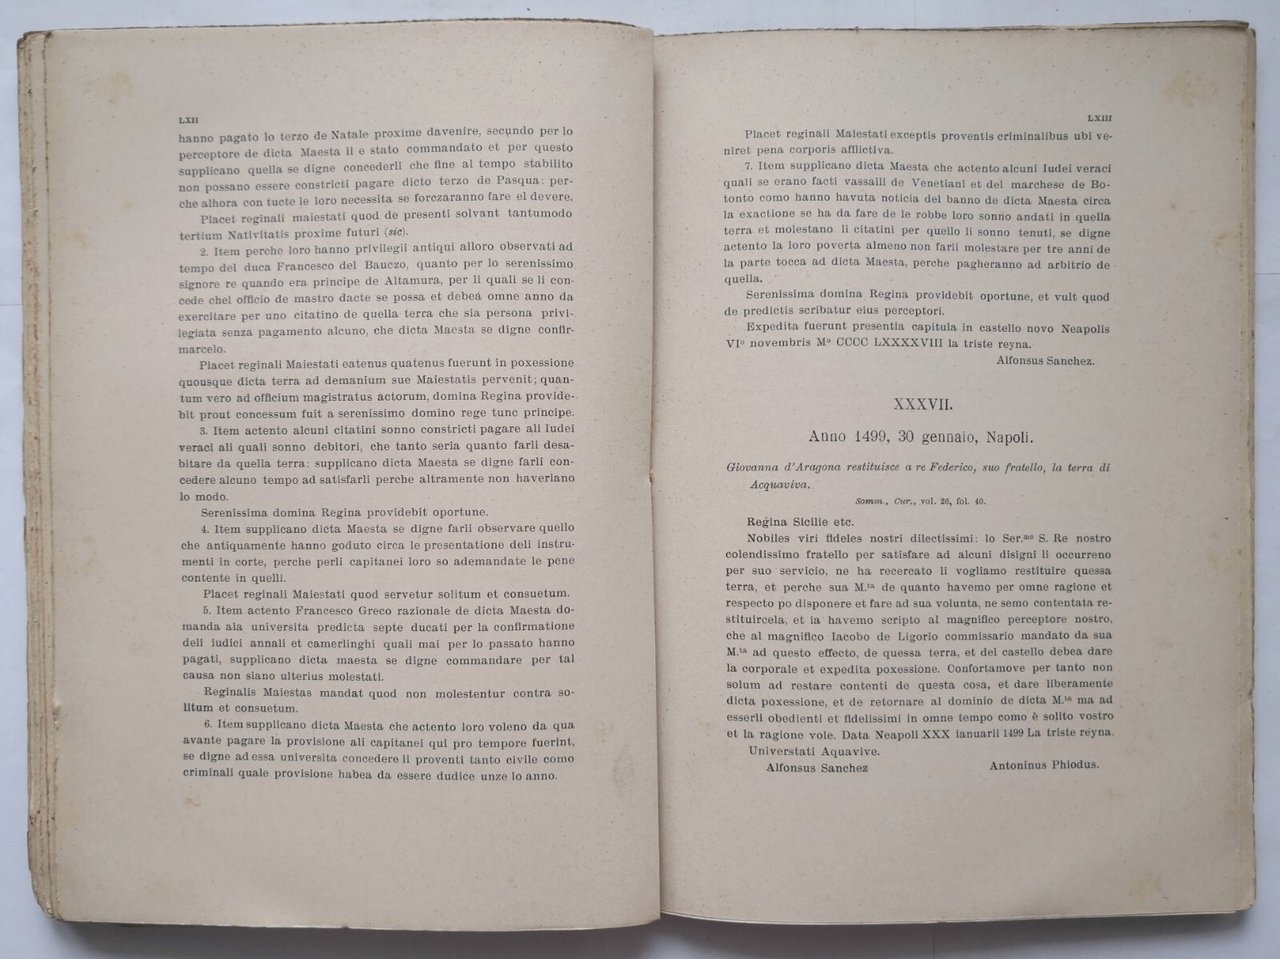 LXII
hanno pagato lo terzo de Natale proxime davenire, secundo per lo
perceptore de dicta Maesta li e stato commandato et per questo
supplicano quella se digne concederli che fine al tempo stabilito
non possano essere constricti pagare dicto terzo de Pasqua: per-
che alhora con tucte le loro necessita se forczaranno fare el devere.
Placet reginali maiestati quod de presenti solvant tantumodo
tertium Nativitatis proxime futuri (sic).
2. Item perche loro hanno privilegii antiqui alloro observati ad
tempo del duca Francesco del Bauczo, quanto per lo serenissimo
signore re quando era principe de Altamura, per li quali se li con-
cede chel officio de mastro dacte se possa et debea omne anno da
exercitare per uno citatino de quella terra che sia persona privi-
legiata senza pagamento alcuno, che dicta Maesta se digne confir-
marcelo.
Placet reginali Maiestati eatenus quatenus fuerunt in poxessione
quousque dicta terra ad demanium sue Maiestatis pervenit; quan-
tum vero ad officium magistratus actorum, domina Regina provide-
bit prout concessum fuit a serenissimo domino rege tunc principe.
3. Item actento alcuni citatini sonno constricti pagare ali Iudei
veraci ali quali sonno debitori, che tanto seria quanto farli desa-
bitare da quella terra: supplicano dicta Maesta se digne farli con-
cedere alcuno tempo ad satisfarli perche altramente non haveriano
lo modo.
Serenissima domina Regina providebit oportune.
4. Item supplicano dicta Maesta se digne farli observare quello
che antiquamente hanno goduto circa le presentatione deli instru-
menti in corte, perche perli capitanei loro so ademandate le pene
contente in quelli.
Placet reginali Maiestati quod servetur solitum et consuetum.
5. Item actento Francesco Greco razionale de dicta Maesta do-
manda ala universita predicta septe ducati per la confirmatione
deli iudici annali et camerlinghi quali mai per lo passato hanno
pagati, supplicano dicta maesta se digne commandare per tal
causa non siano ulterius molestati.
Reginalis Maiestas mandat quod non molestentur contra so-
litum et consuetum.
6. Item supplicano dicta Maesta che actento loro voleno da qua
avante pagare la provisione ali capitanei qui pro tempore fuerint,
se digne ad essa universita concedere li proventi tanto civile como
criminali quale provisione habea da essere dudice unze lo anno.
LXIII
Placet reginali Maiestati exceptis proventis criminalibus ubi ve-
niret pena corporis afflictiva.
7. Item supplicano dicta Maesta che actento alcuni Iudei veraci
quali se erano facti vassalli de Venetiani et del marchese de Bo-
tonto como hanno havuta noticia del banno de dicta Maesta circa
la exactione se ha da fare de le robbe loro sonno andati in quella
terra et molestano li citatini per quello li sonno tenuti, se digne
actento la loro poverta almeno non farli molestare per tre anni de
la parte tocca ad dicta Maesta, perche pagheranno ad arbitrio de
quella.
Serenissima domina Regina providebit oportune, et vult quod
de predictis scribatur eius perceptori.
Expedita fuerunt presentia capitula in castello novo Neapolis
VIº novembris Mº CCCC LXXXXVIII la triste reyna.
Alfonsus Sanchez.
XXXVII.
Anno 1499, 30 gennaio, Napoli.
Giovanna d'Aragona restituisce a re Federico, suo fratello, la terra di
Acquaviva.
Somm., Cur., vol. 26, fol. 40.
Regina Sicilie etc.
Nobiles viri fideles nostri dilectissimi: lo Ser.mo S. Re nostro
colendissimo fratello per satisfare ad alcuni disigni li occurreno
per suo servicio, ne ha recercato li vogliamo restituire quessa
terra, et perche sua M.ta de quanto havemo per omne ragione et
respecto po disponere et fare ad sua volunta, ne semo contentata re-
stituircela, et ia havemo scripto al magnifico perceptore nostro,
che al magnifico Iacobo de Ligorio commissario mandato da sua
M.ta ad questo effecto, de quessa terra, et del castello debea dare
la corporale et expedita poxessione. Confortamove per tanto non
solum ad restare contenti de questa cosa, et dare liberamente
dicta poxessione, et de retornare al dominio de dicta M.ta ma ad
esserli obedienti et fidelissimi in omne tempo como è solito vostro
et la ragione vole. Data Neapoli XXX ianuarii 1499 La triste reyna.
Universtati Aquavive.
Alfonsus Sanchez Antoninus Phiodus.